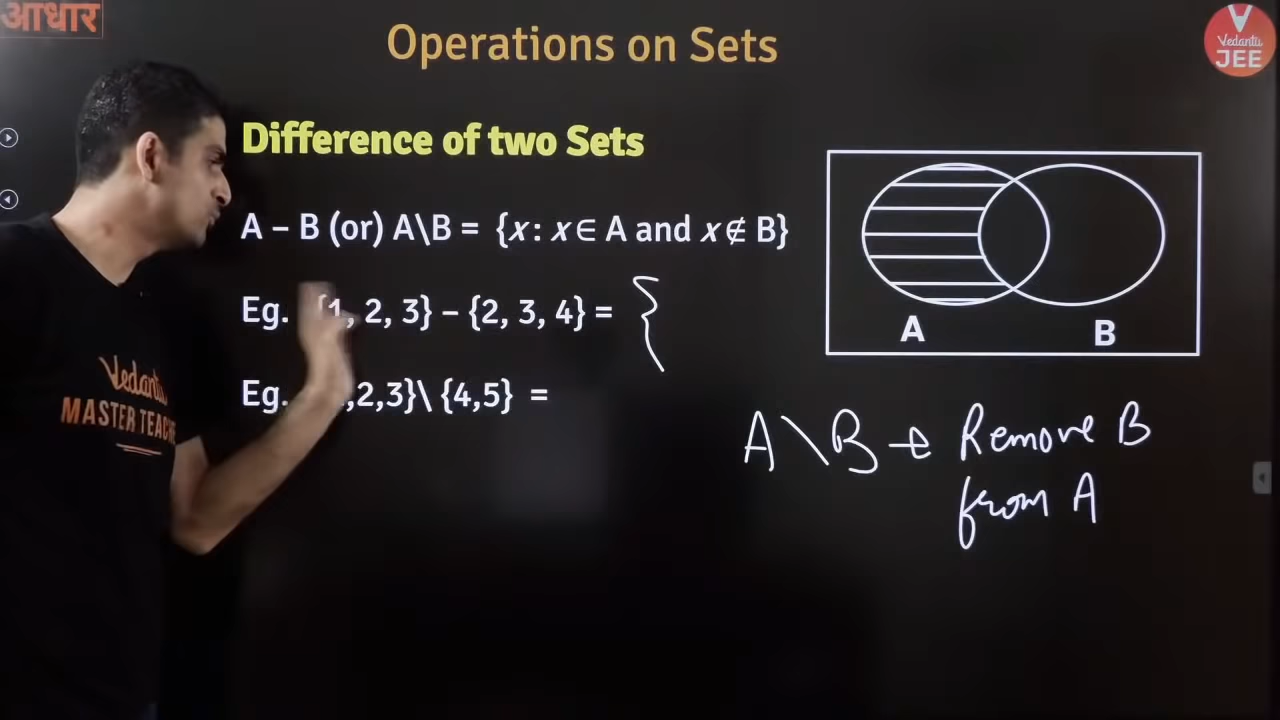 आधार
Operations on Sets
Vedantu
JEE
Difference of two Sets
A – B (or) A\B = {x : x ∈ A and x ∉ B}
Eg. {1, 2, 3} – {2, 3, 4} = {
Eg. ,2,3}\ {4,5} =
A B
A\B → Remove B
from A
Vedantu
MASTER TEACHE